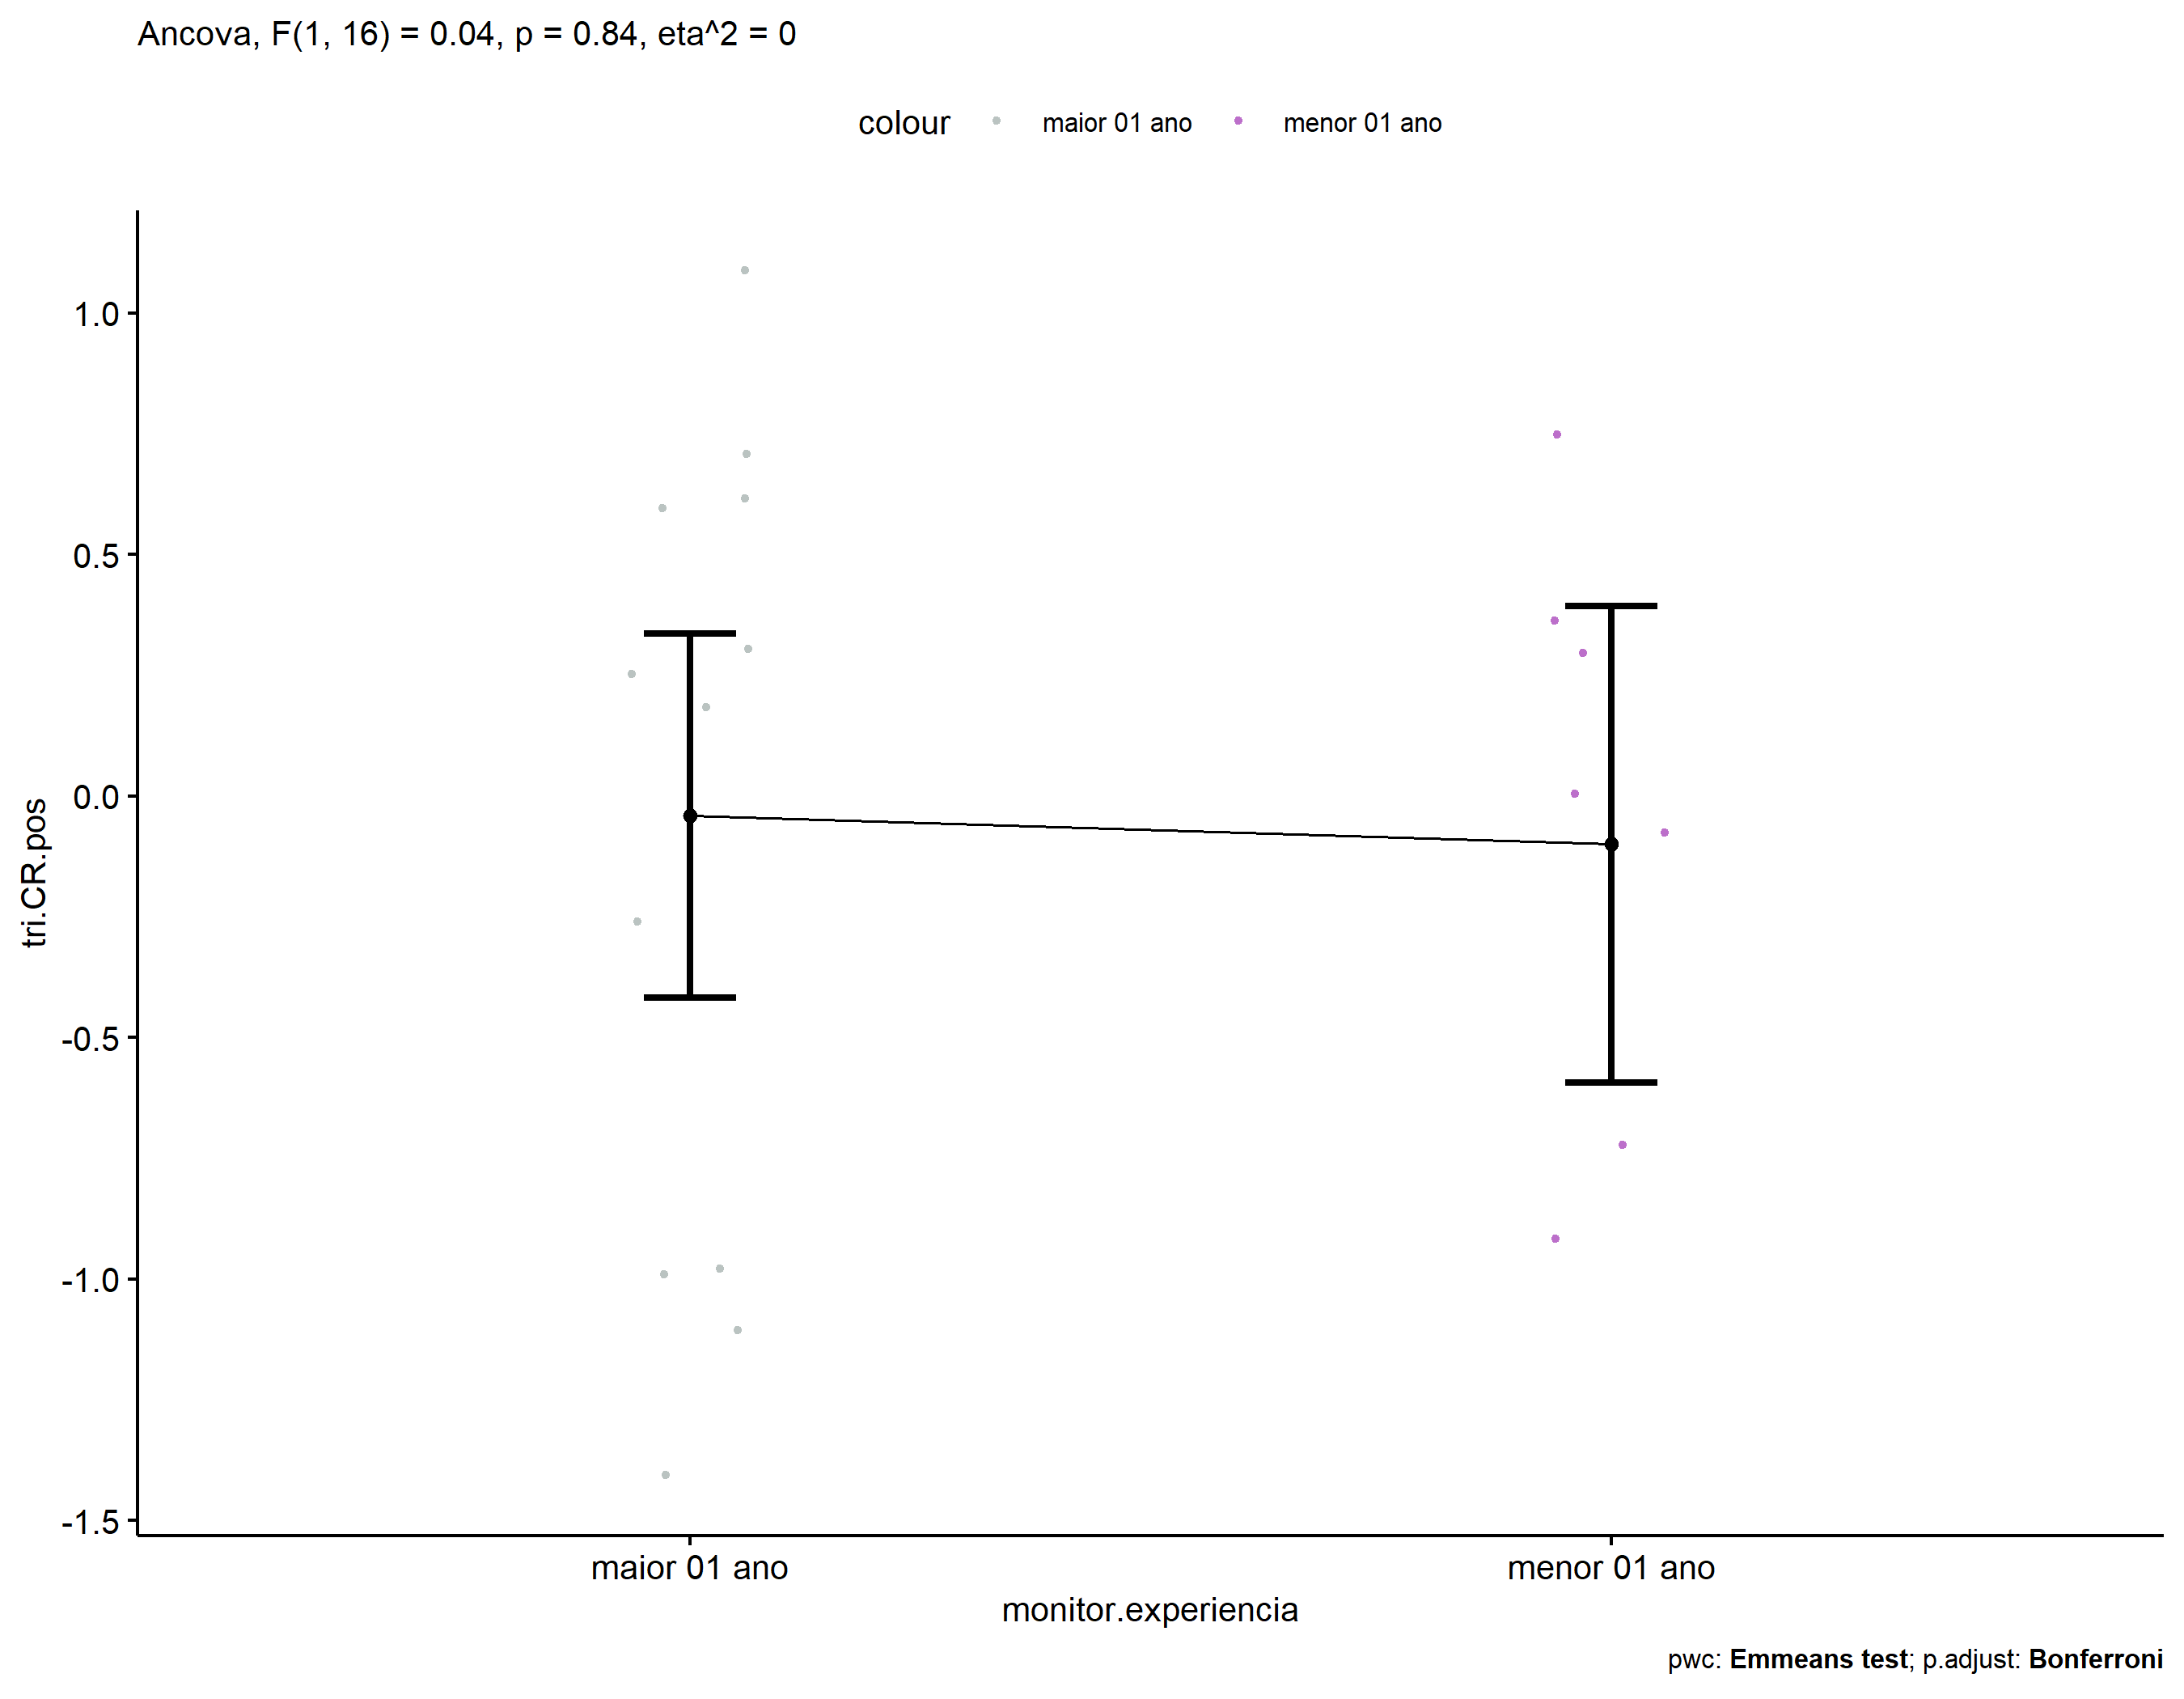 Ancova, F(1, 16) = 0.04, p = 0.84, eta^2 = 0
colour maior 01 ano menor 01 ano
1.0
0.5
0.0
-0.5
-1.0
-1.5
tri.CR.pos
maior 01 ano menor 01 ano
monitor.experiencia
pwc: Emmeans test; p.adjust: Bonferroni